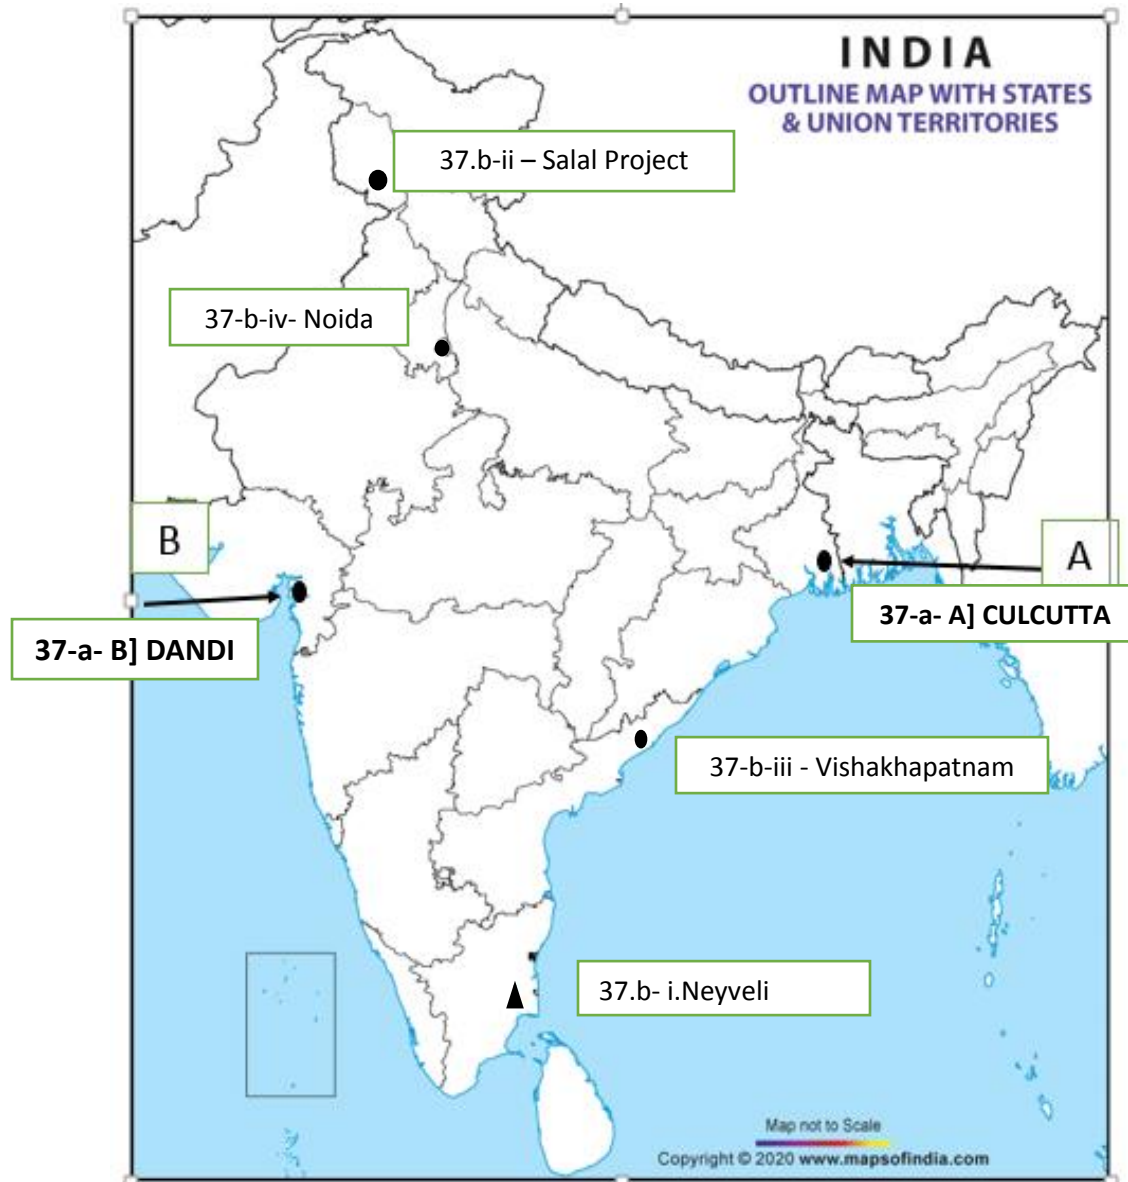 INDIA
OUTLINE MAP WITH STATES
& UNION TERRITORIES
37.b-ii – Salal Project
37-b-iv- Noida
B
A
37-a- A] CULCUTTA
37-a- B] DANDI
37-b-iii - Vishakhapatnam
37.b- i.Neyveli
Map not to Scale
Copyright © 2020 www.mapsofindia.com